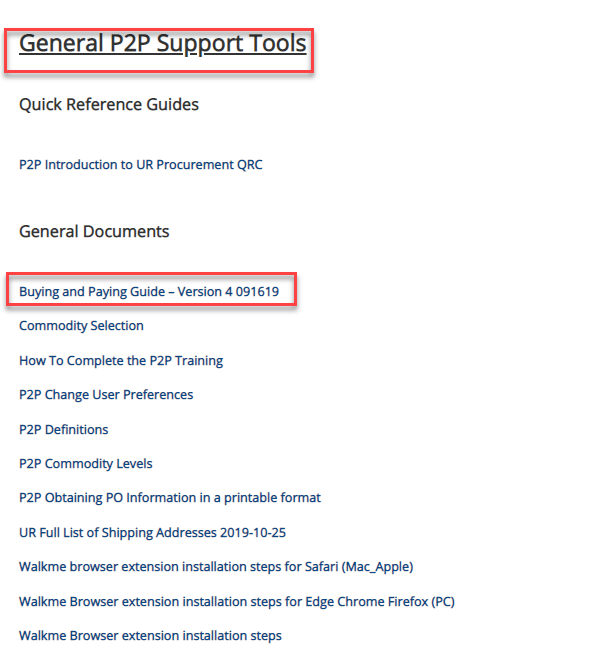 General P2P Support Tools
Quick Reference Guides
P2P Introduction to UR Procurement QRC
General Documents
Buying and Paying Guide – Version 4 091619
Commodity Selection
How To Complete the P2P Training
P2P Change User Preferences
P2P Definitions
P2P Commodity Levels
P2P Obtaining PO Information in a printable format
UR Full List of Shipping Addresses 2019-10-25
Walkme browser extension installation steps for Safari (Mac_Apple)
Walkme Browser extension installation steps for Edge Chrome Firefox (PC)
Walkme Browser extension installation steps